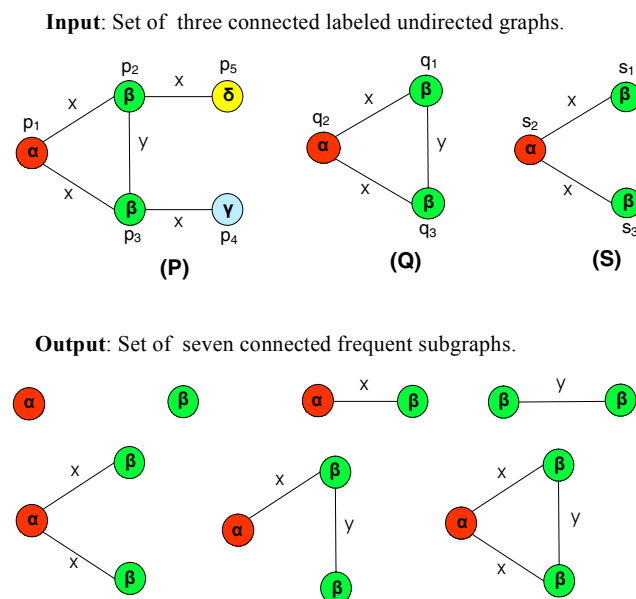 Input: Set of three connected labeled undirected graphs.
p₂ p₅ q₁ s₁
β x δ β β
x x x
p₁ q₂ s₂
α y α y α
x x x
β x γ β β
p₃ p₄ q₃ s₃
(P) (Q) (S)
Output: Set of seven connected frequent subgraphs.
α β α x β β y β
x β x β x β
α α y α y
x β β x β